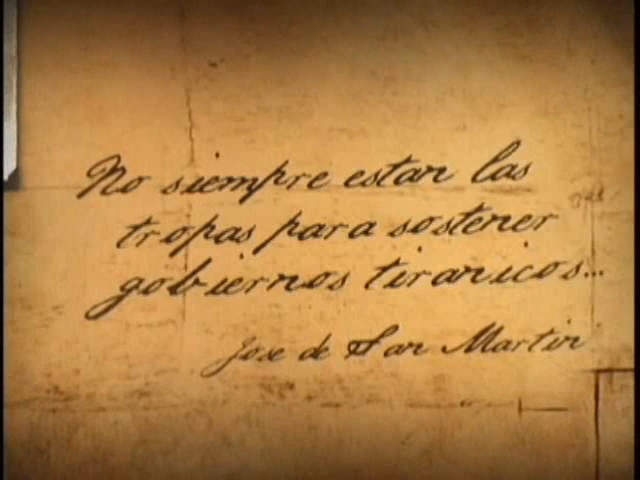 No siempre estan las
tropas para sostener
gobiernos tiranicos...
Jose de San Martin